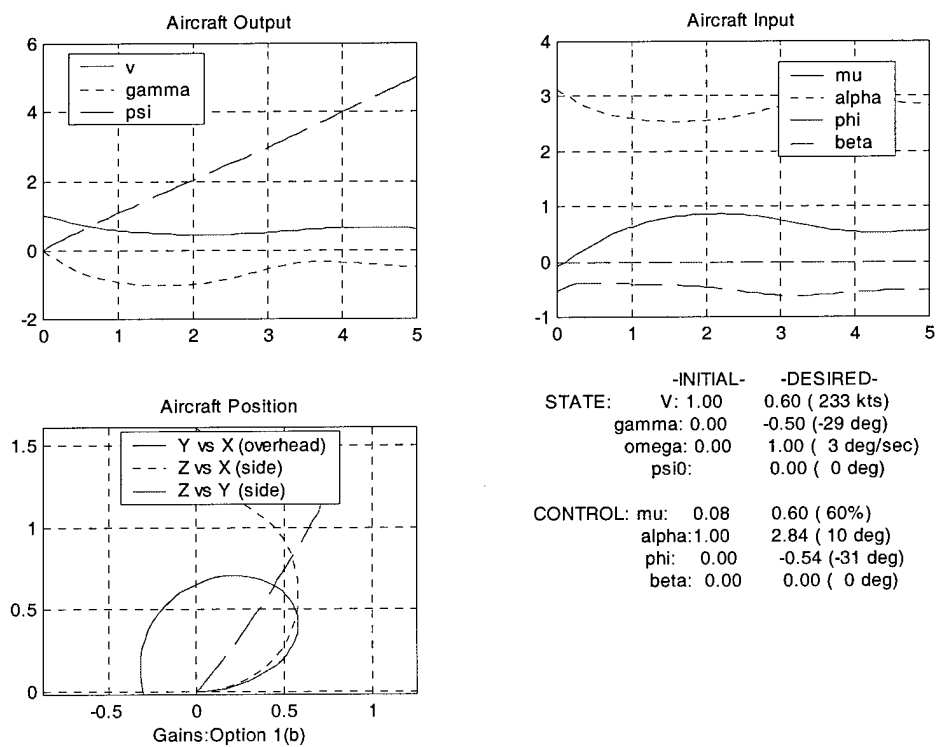 Aircraft Output
6
4
2
0
-2
0 1 2 3 4 5
v
gamma
psi
Aircraft Input
4
3
2
1
0
-1
0 1 2 3 4 5
mu
alpha
phi
beta
Aircraft Position
1.5
1
0.5
0
-0.5 0 0.5 1
Y vs X (overhead)
Z vs X (side)
Z vs Y (side)
Gains:Option 1(b)
-INITIAL- -DESIRED-
STATE: V: 1.00 0.60 ( 233 kts)
gamma: 0.00 -0.50 (-29 deg)
omega: 0.00 1.00 ( 3 deg/sec)
psi0: 0.00 ( 0 deg)
CONTROL: mu: 0.08 0.60 ( 60%)
alpha:1.00 2.84 ( 10 deg)
phi: 0.00 -0.54 (-31 deg)
beta: 0.00 0.00 ( 0 deg)